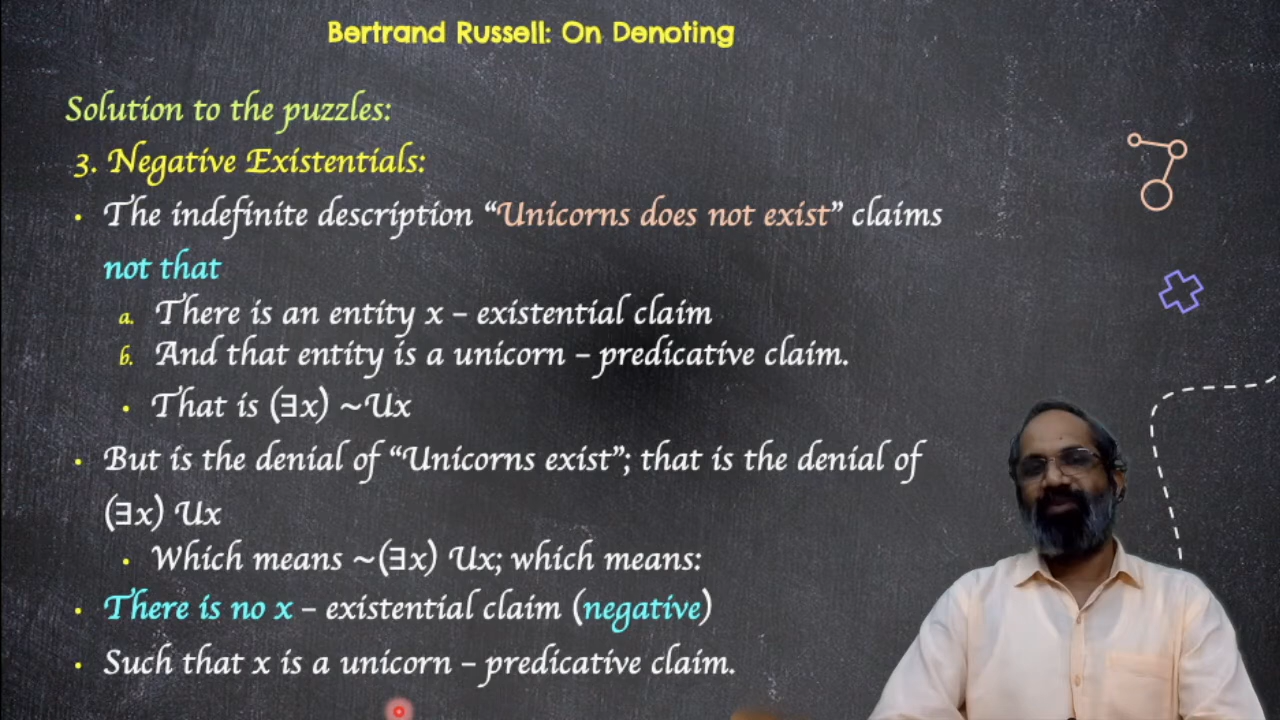 Bertrand Russell: On Denoting
Solution to the puzzles:
3. Negative Existentials:
• The indefinite description “Unicorns does not exist” claims
not that
a. There is an entity x – existential claim
b. And that entity is a unicorn – predicative claim.
• That is (∃x) ~Ux
• But is the denial of “Unicorns exist”; that is the denial of
(∃x) Ux
• Which means ~(∃x) Ux; which means:
• There is no x – existential claim (negative)
• Such that x is a unicorn – predicative claim.